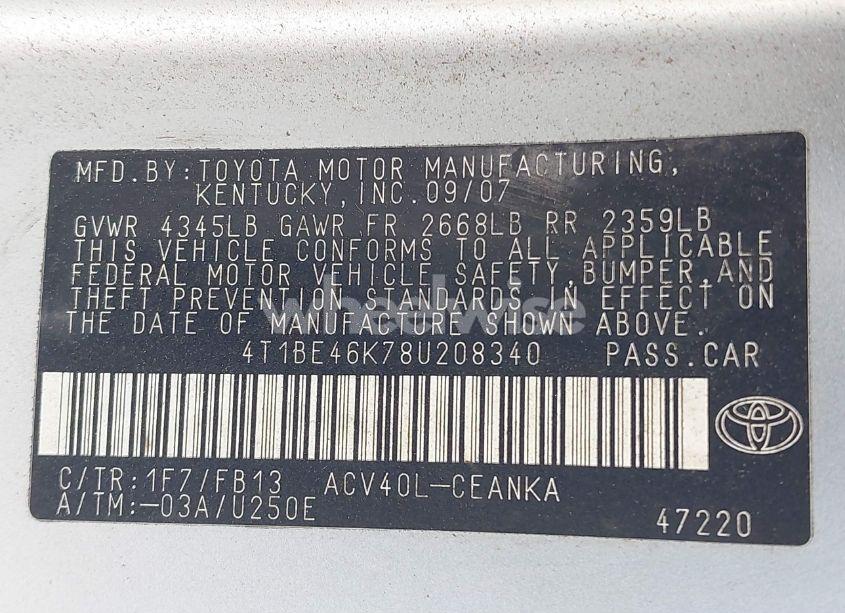 MFD. BY: TOYOTA MOTOR MANUFACTURING,
KENTUCKY, INC. 09/07
GVWR 4345LB GAWR FR 2668LB RR 2359LB
THIS VEHICLE CONFORMS TO ALL APPLICABLE
FEDERAL MOTOR VEHICLE SAFETY, BUMPER, AND
THEFT PREVENTION STANDARDS IN EFFECT ON
THE DATE OF MANUFACTURE SHOWN ABOVE.
wheelwise
4T1BE46K78U208340 PASS.CAR
C/TR: 1F7/FB13 ACV40L-CEANKA
A/TM:-03A/U250E
47220